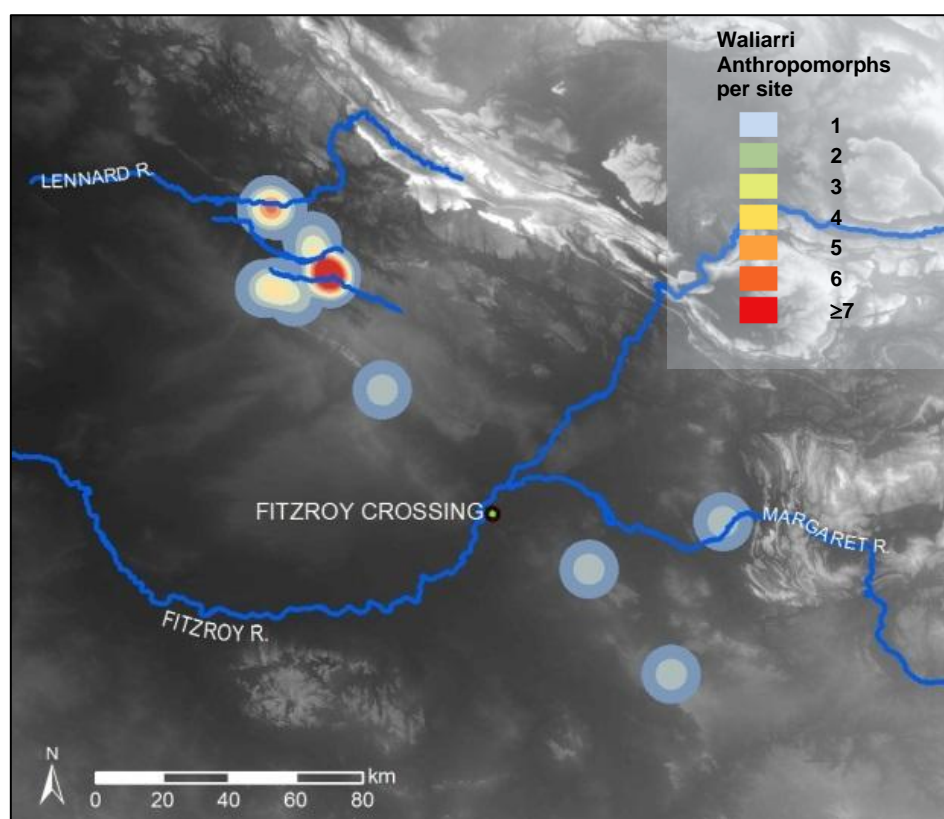 Waliarri
Anthropomorphs
per site
1
2
3
4
5
6
≥7
LENNARD R.
FITZROY CROSSING
MARGARET R.
FITZROY R.
N
km
0 20 40 60 80